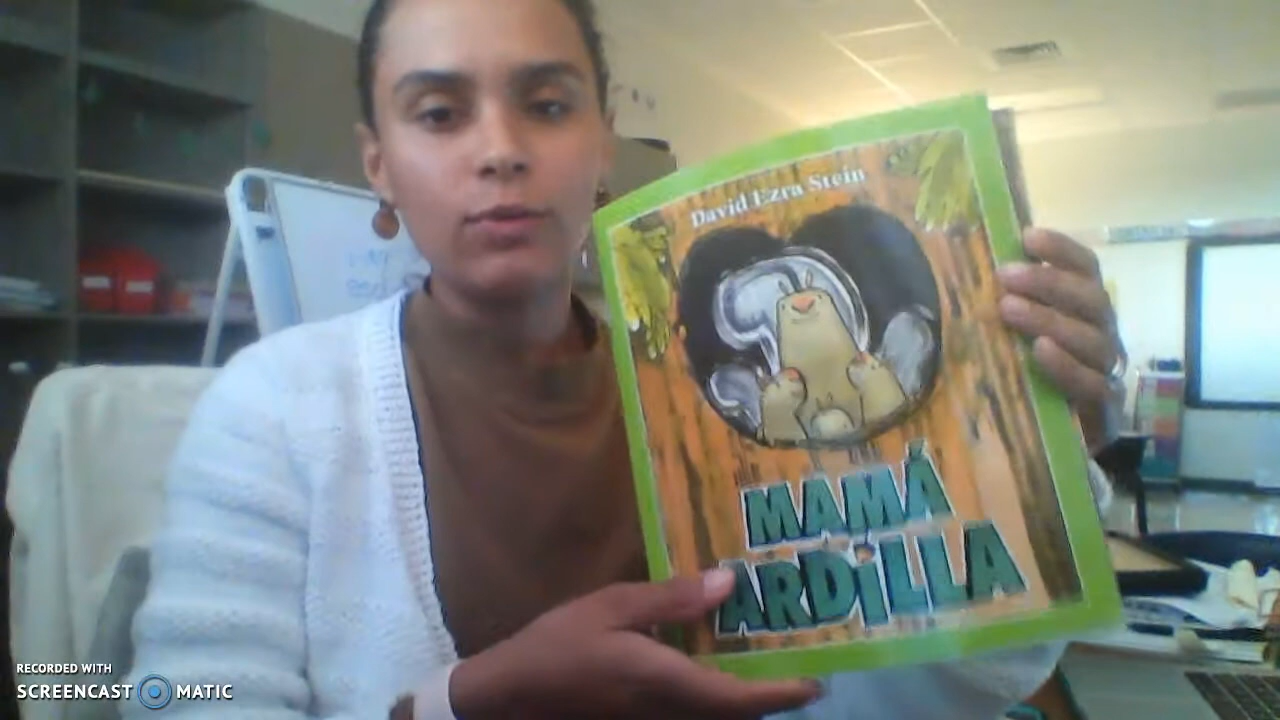 David Ezra Stein
MAMÁ
ARDILLA
RECORDED WITH
SCREENCAST MATIC